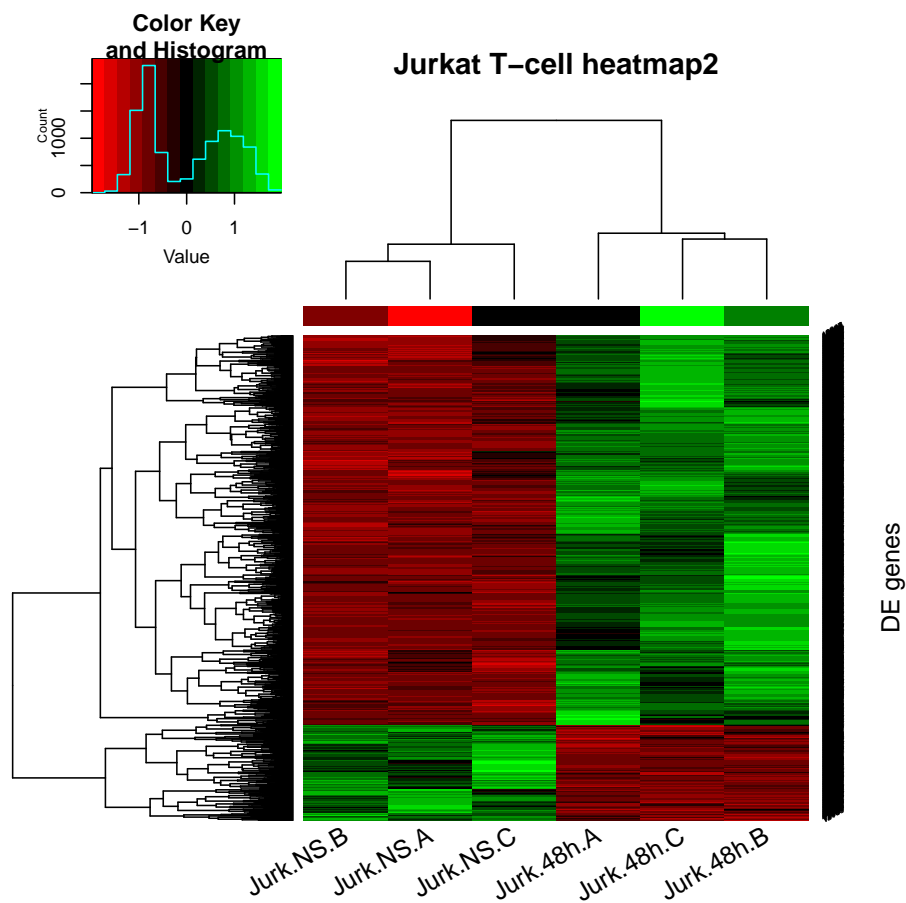 Color Key
and Histogram
Jurkat T−cell heatmap2
Count
0
1000
−1
0
1
Value
DE genes
Jurk.NS.B
Jurk.NS.A
Jurk.NS.C
Jurk.48h.A
Jurk.48h.C
Jurk.48h.B